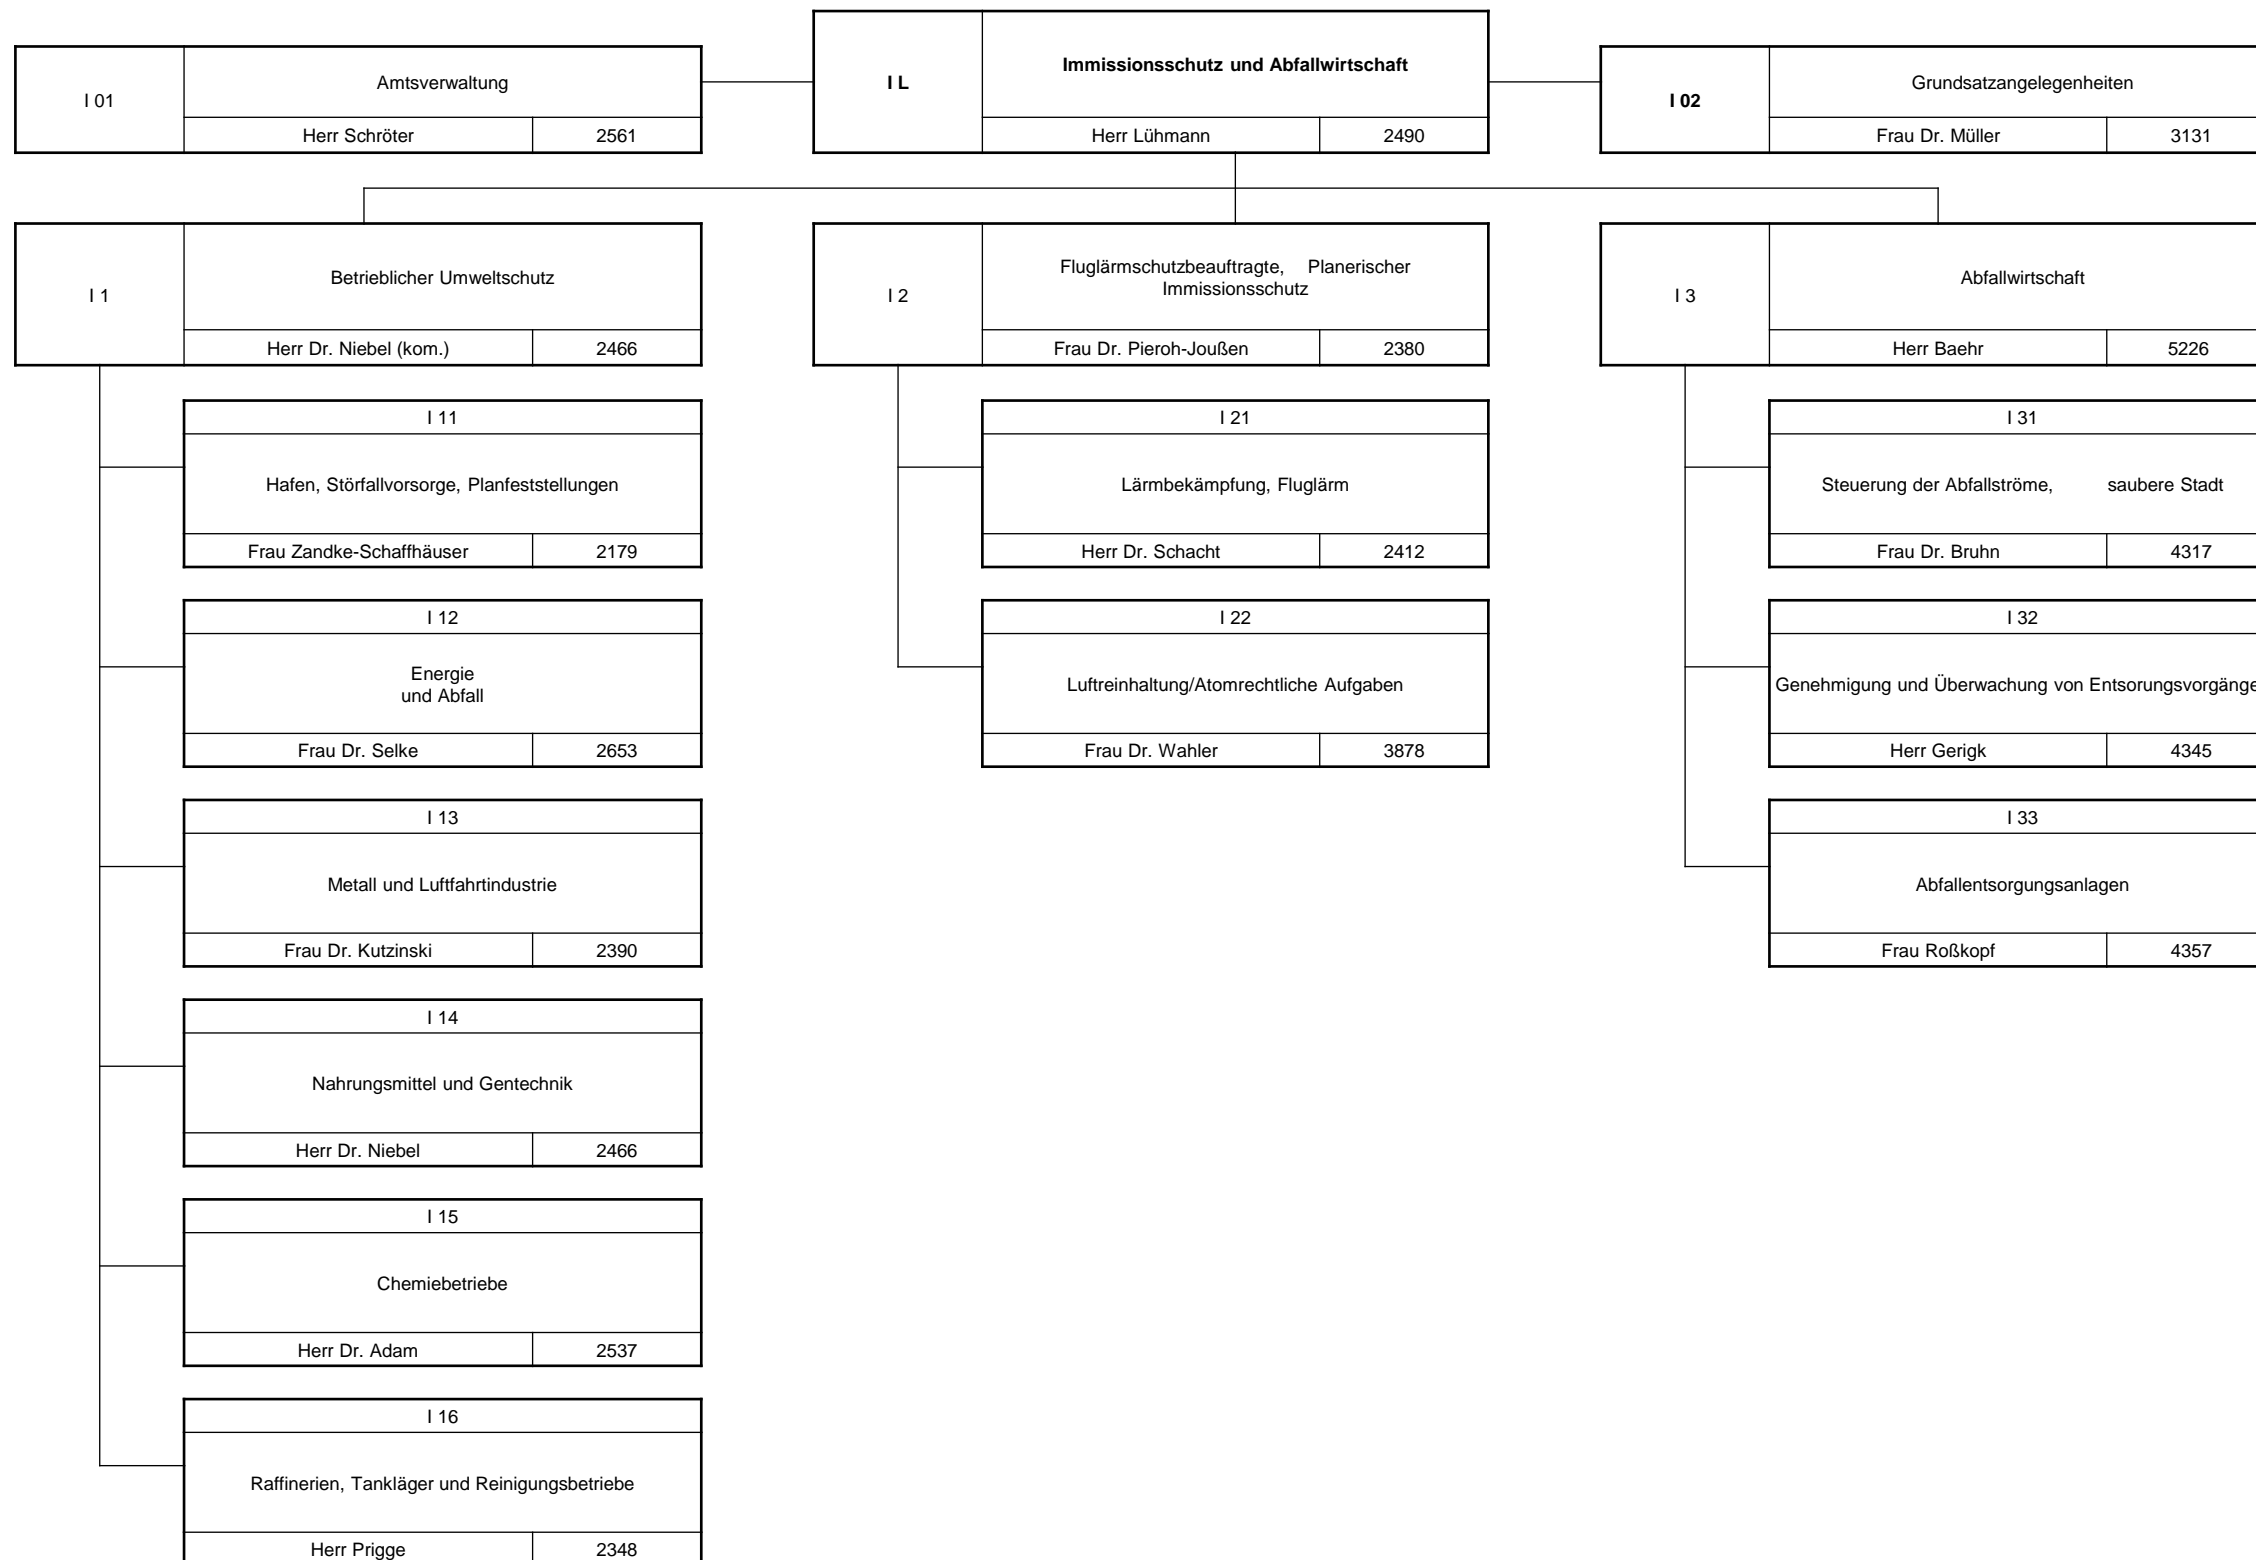 I 01
Amtsverwaltung
Herr Schröter 2561
I L
Immissionsschutz und Abfallwirtschaft
Herr Lühmann 2490
I 02
Grundsatzangelegenheiten
Frau Dr. Müller 3131
I 1
Betrieblicher Umweltschutz
Herr Dr. Niebel (kom.) 2466
I 11
Hafen, Störfallvorsorge, Planfeststellungen
Frau Zandke-Schaffhäuser 2179
I 12
Energie
und Abfall
Frau Dr. Selke 2653
I 13
Metall und Luftfahrtindustrie
Frau Dr. Kutzinski 2390
I 14
Nahrungsmittel und Gentechnik
Herr Dr. Niebel 2466
I 15
Chemiebetriebe
Herr Dr. Adam 2537
I 16
Raffinerien, Tankläger und Reinigungsbetriebe
Herr Prigge 2348
I 2
Fluglärmschutzbeauftragte, Planerischer
Immissionsschutz
Frau Dr. Pieroh-Joußen 2380
I 21
Lärmbekämpfung, Fluglärm
Herr Dr. Schacht 2412
I 22
Luftreinhaltung/Atomrechtliche Aufgaben
Frau Dr. Wahler 3878
I 3
Abfallwirtschaft
Herr Baehr 5226
I 31
Steuerung der Abfallströme, saubere Stadt
Frau Dr. Bruhn 4317
I 32
Genehmigung und Überwachung von Entsorungsvorgänge
Herr Gerigk 4345
I 33
Abfallentsorgungsanlagen
Frau Roßkopf 4357